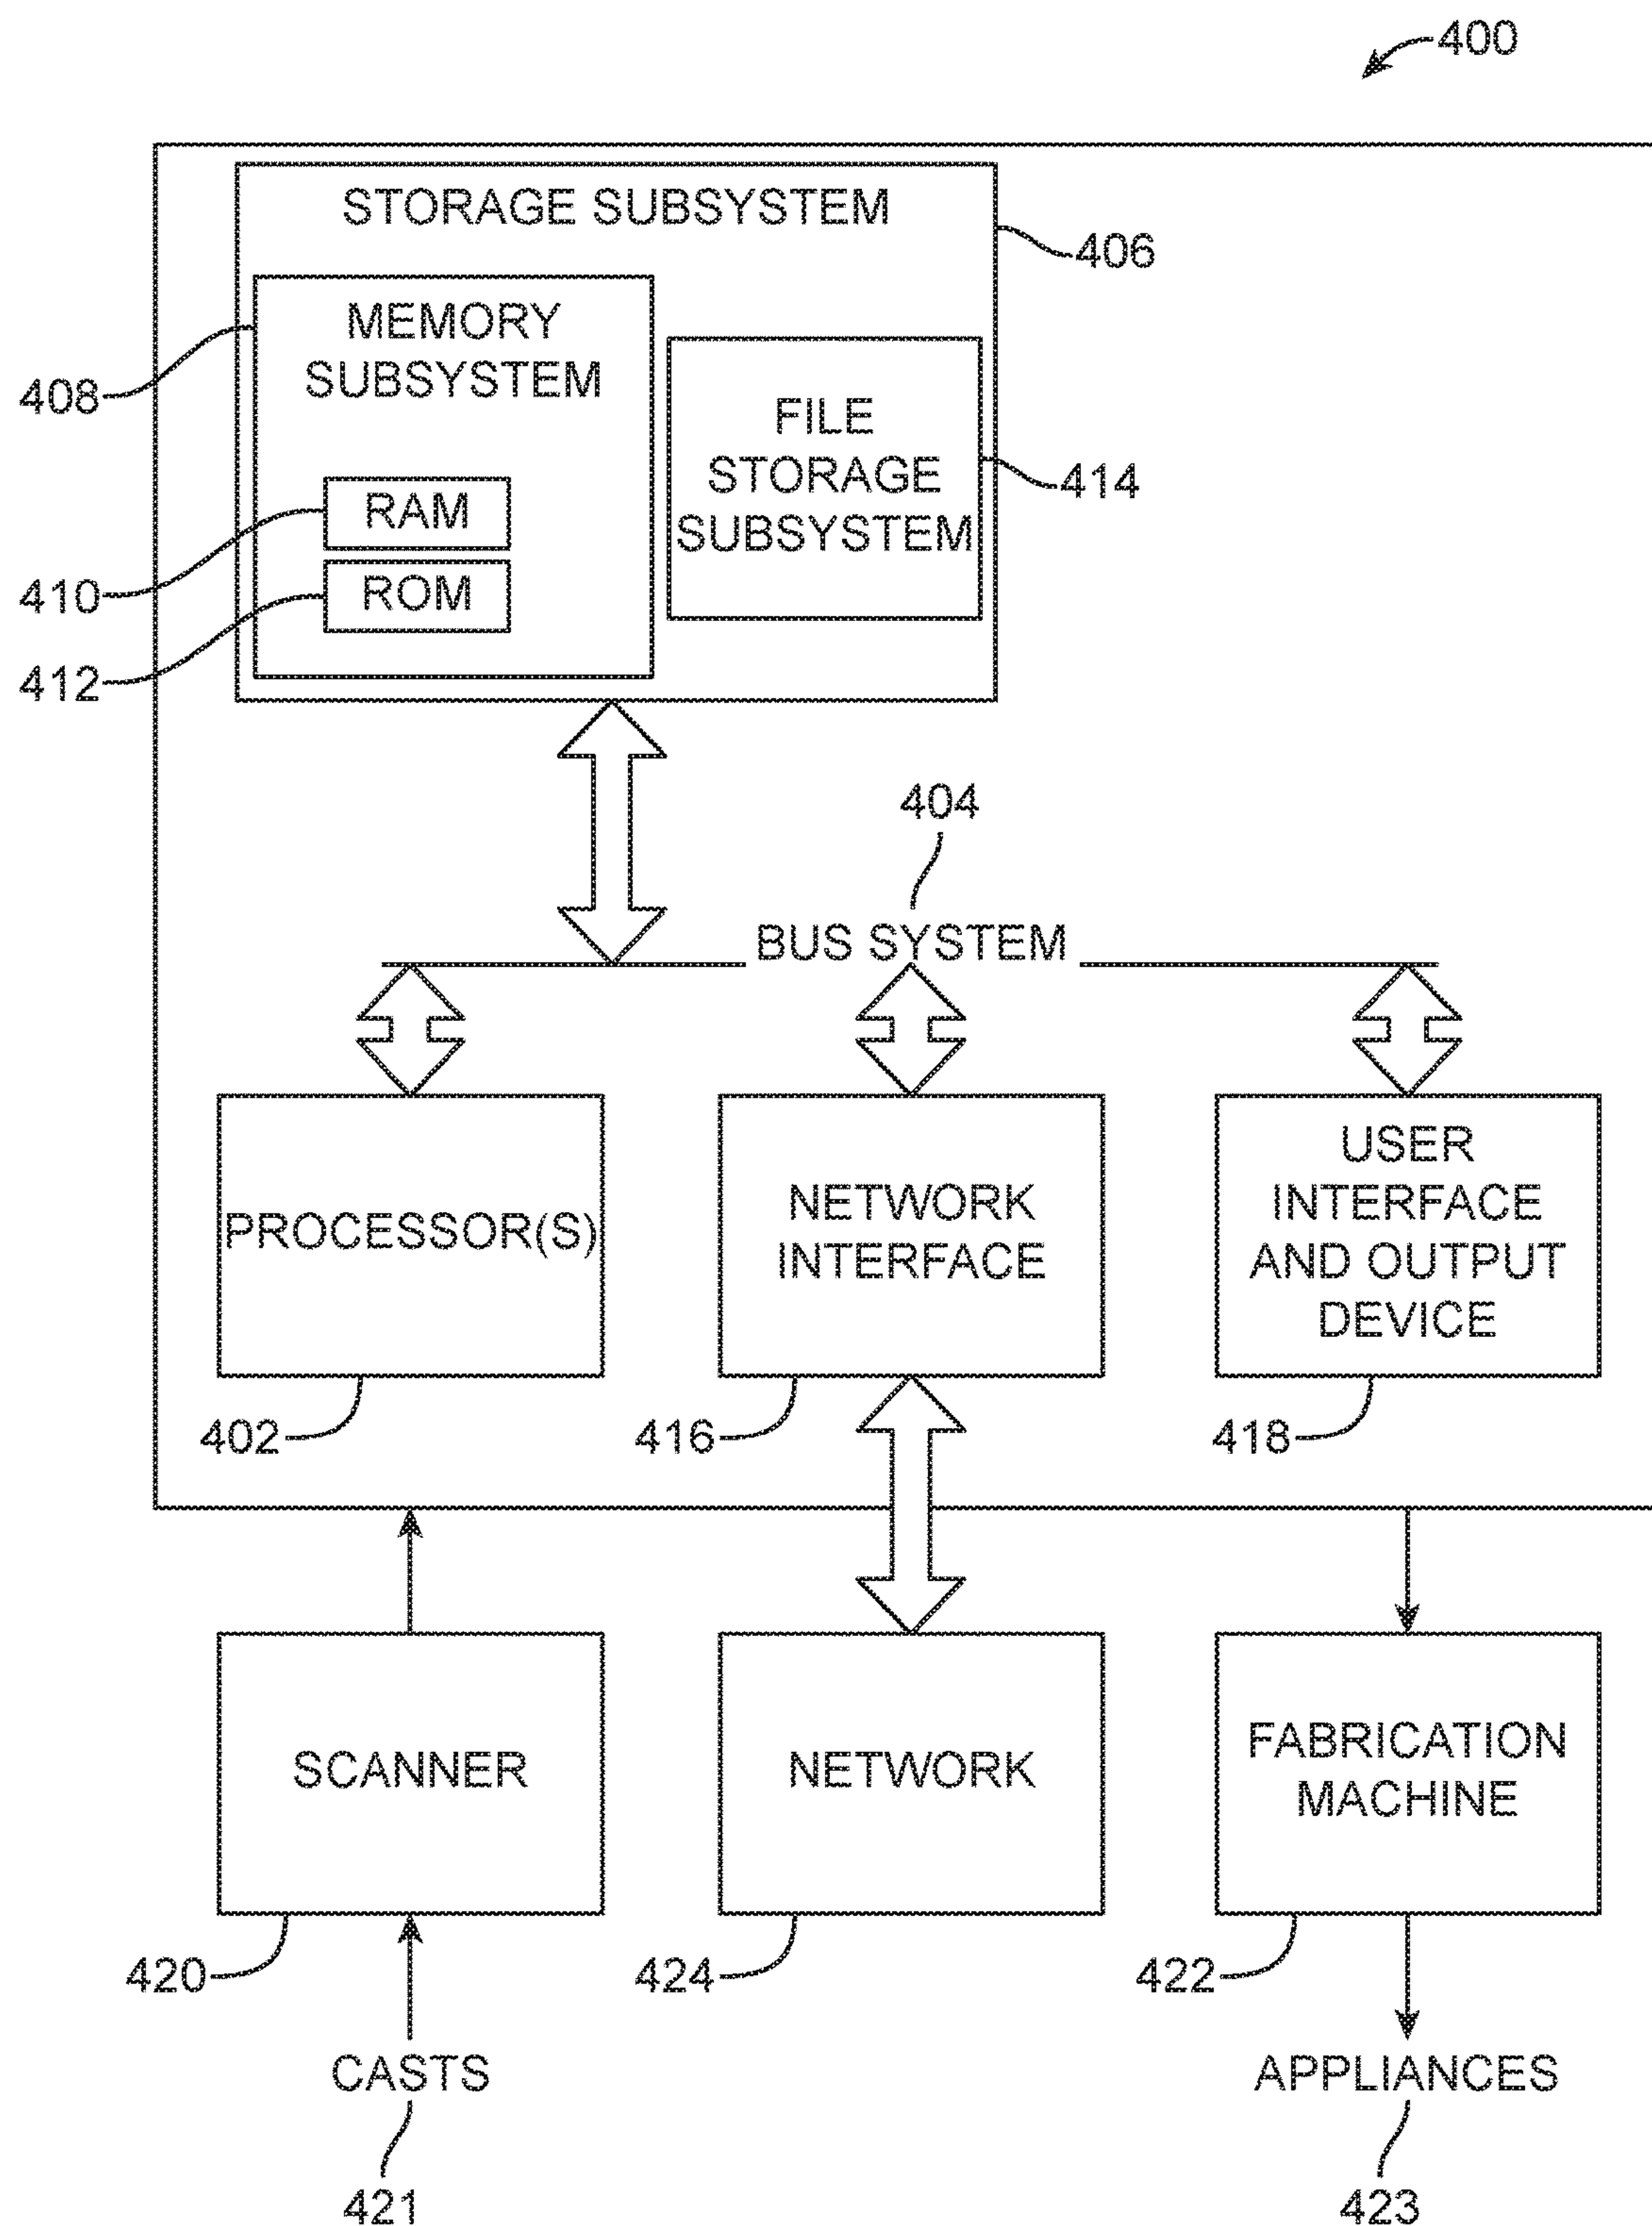 400
STORAGE SUBSYSTEM
406
MEMORY
SUBSYSTEM
408
FILE
STORAGE
SUBSYSTEM
414
RAM
410
ROM
412
404
BUS SYSTEM
PROCESSOR(S)
NETWORK
INTERFACE
USER
INTERFACE
AND OUTPUT
DEVICE
402
416
418
SCANNER
NETWORK
FABRICATION
MACHINE
420
424
422
CASTS
APPLIANCES
421
423